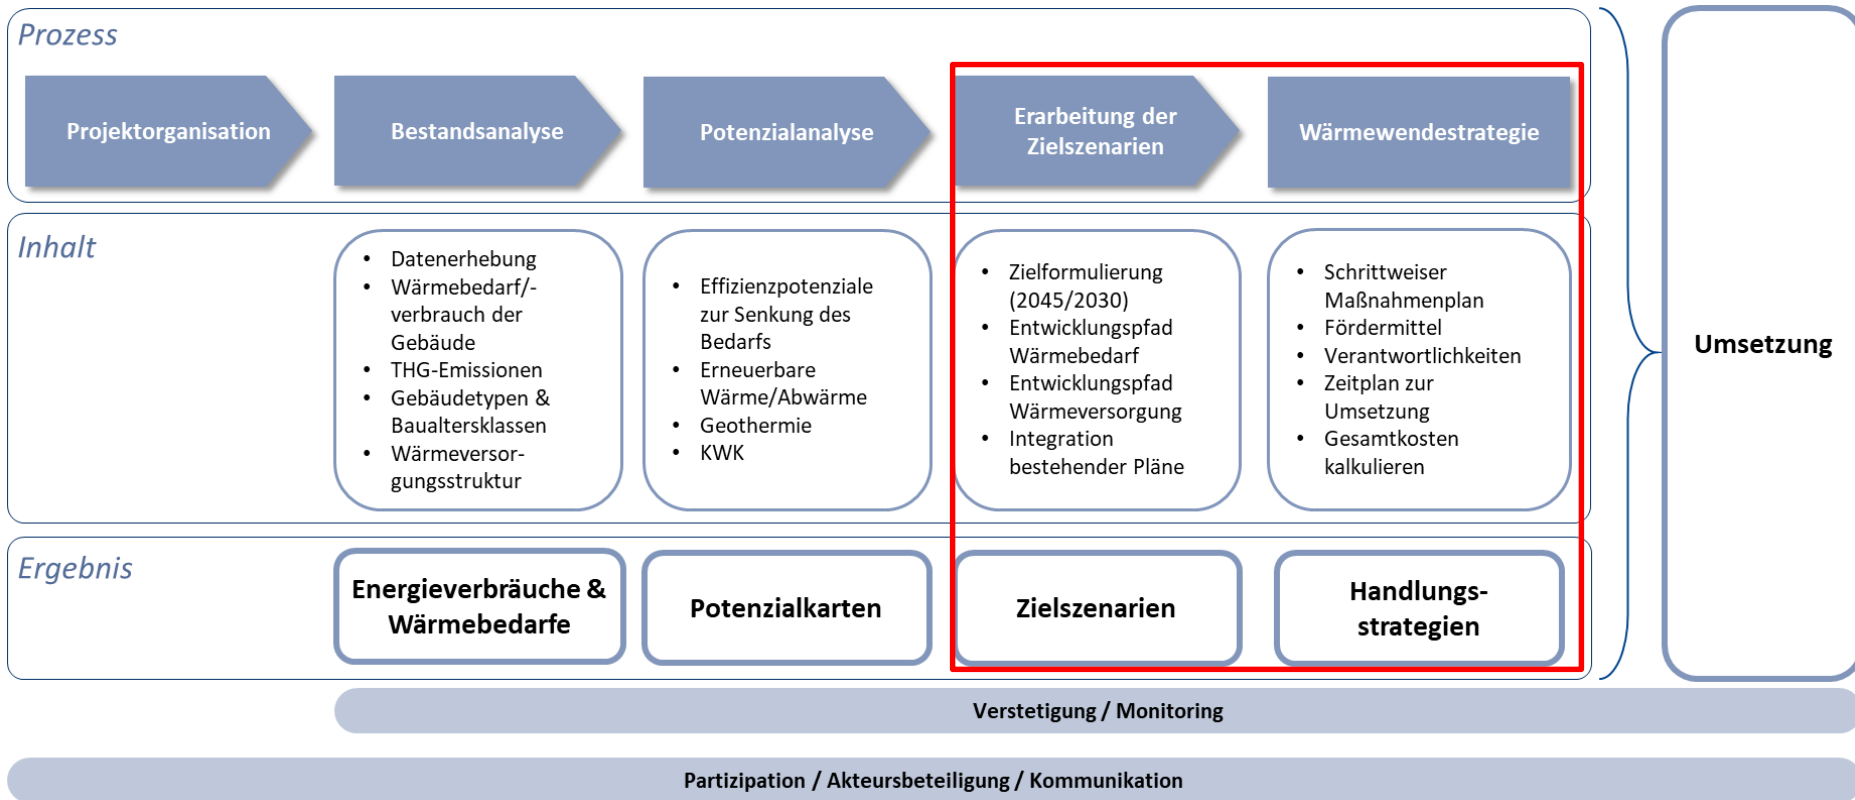 Prozess
Projektorganisation
Bestandsanalyse
Potenzialanalyse
Erarbeitung der
Zielszenarien
Wärmewendestrategie
Inhalt
• Datenerhebung
• Wärmebedarf/-
verbrauch der
Gebäude
• THG-Emissionen
• Gebäudetypen &
Baualtersklassen
• Wärmeversor-
gungsstruktur
• Effizienzpotenziale
zur Senkung des
Bedarfs
• Erneuerbare
Wärme/Abwärme
• Geothermie
• KWK
• Zielformulierung
(2045/2030)
• Entwicklungspfad
Wärmebedarf
• Entwicklungspfad
Wärmeversorgung
• Integration
bestehender Pläne
• Schrittweiser
Maßnahmenplan
• Fördermittel
• Verantwortlichkeiten
• Zeitplan zur
Umsetzung
• Gesamtkosten
kalkulieren
Ergebnis
Energieverbräuche &
Wärmebedarfe
Potenzialkarten
Zielszenarien
Handlungs-
strategien
Umsetzung
Verstetigung / Monitoring
Partizipation / Akteursbeteiligung / Kommunikation